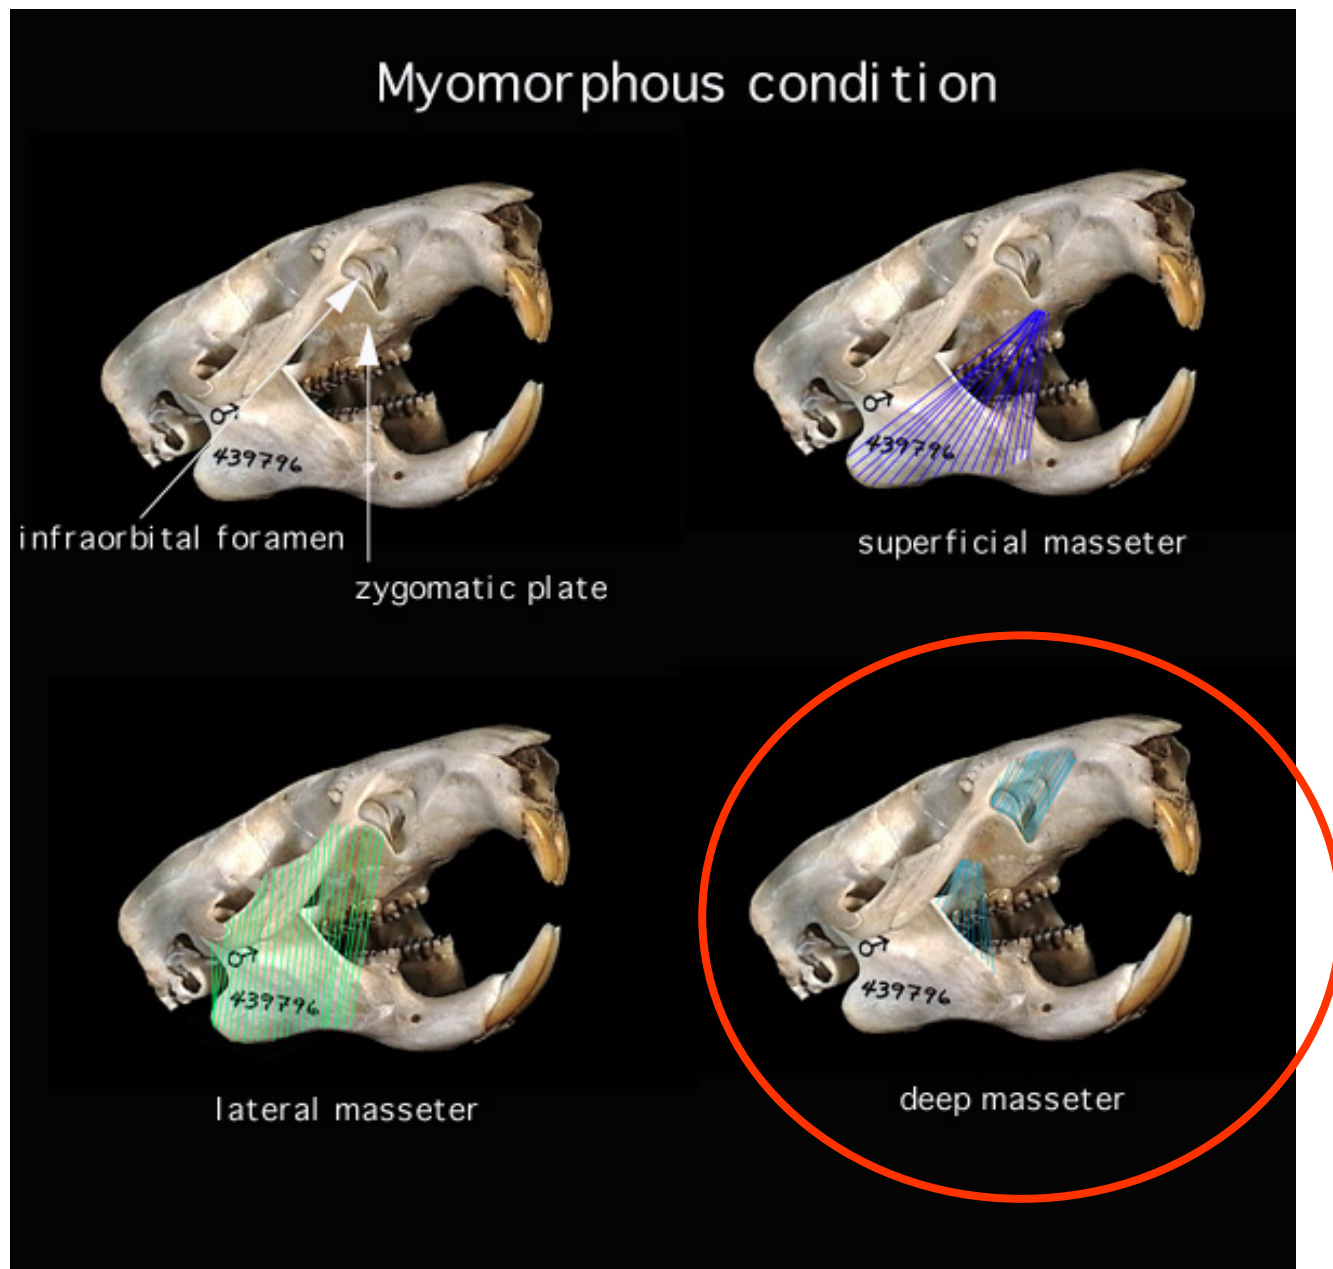 Myomorphous condition
♂
439796
infraorbital foramen
zygomatic plate
♂
439796
superficial masseter
♂
439796
lateral masseter
♂
439796
deep masseter